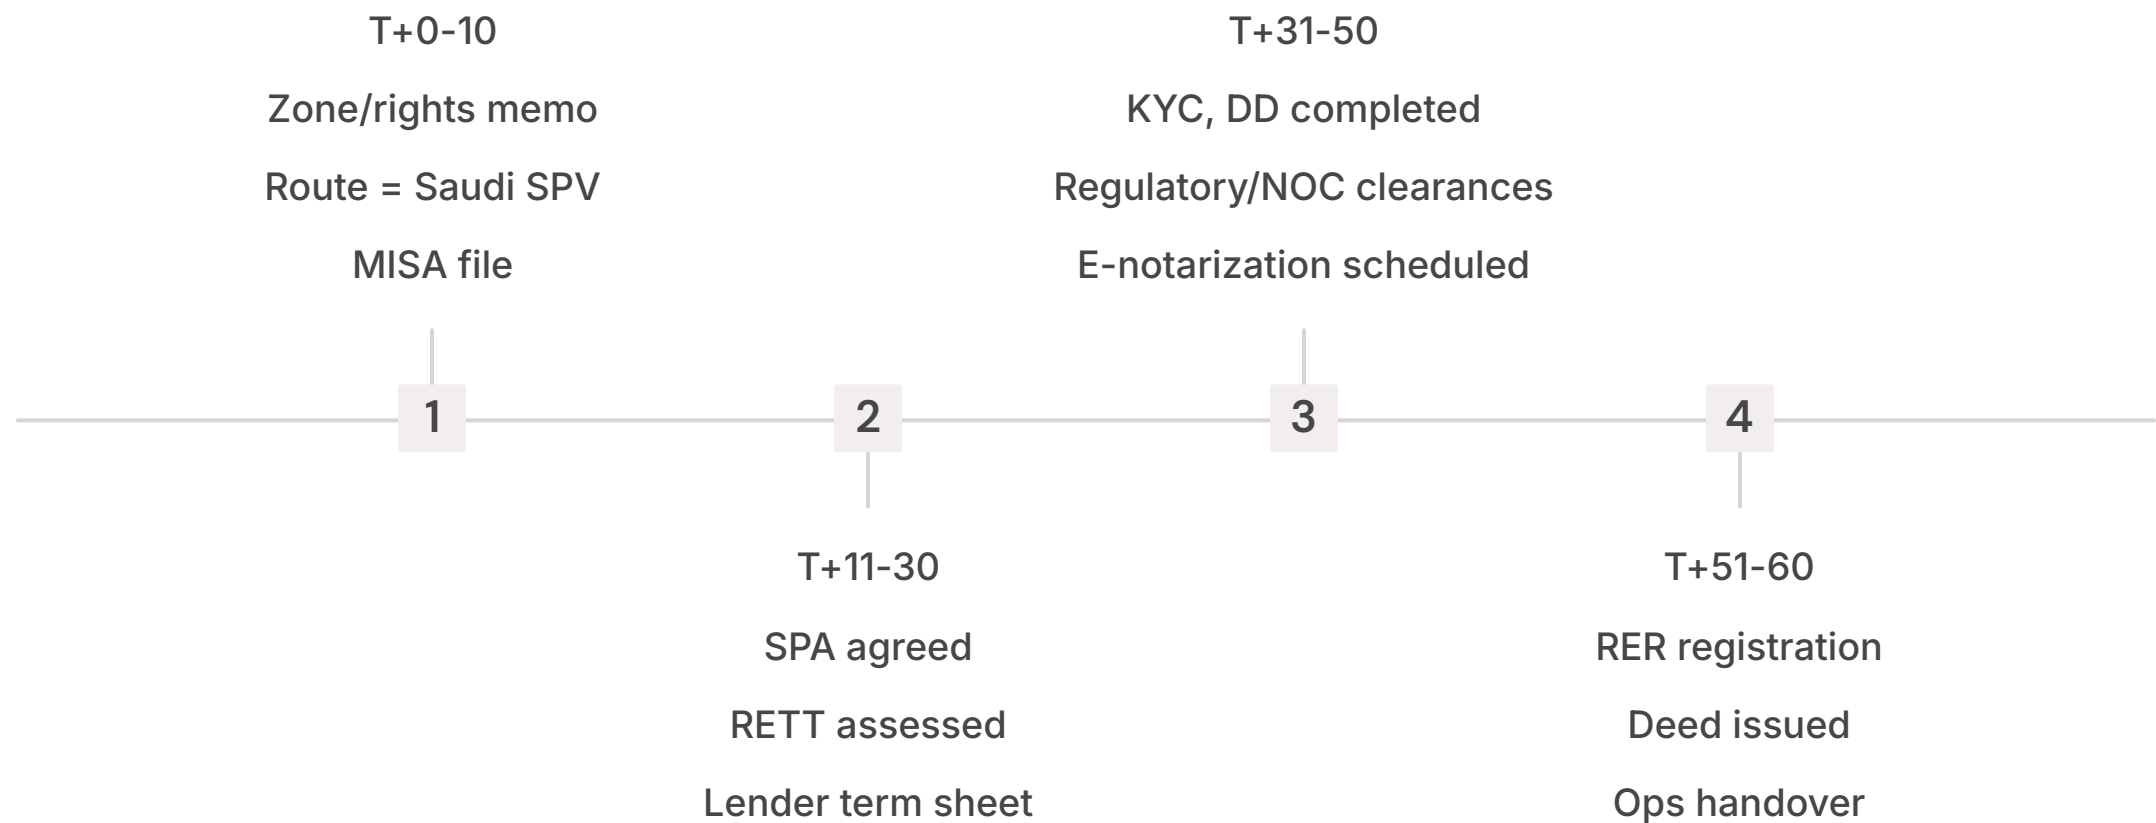 T+0-10
Zone/rights memo
Route = Saudi SPV
MISA file
1
2
T+11-30
SPA agreed
RETT assessed
Lender term sheet
T+31-50
KYC, DD completed
Regulatory/NOC clearances
E-notarization scheduled
3
4
T+51-60
RER registration
Deed issued
Ops handover